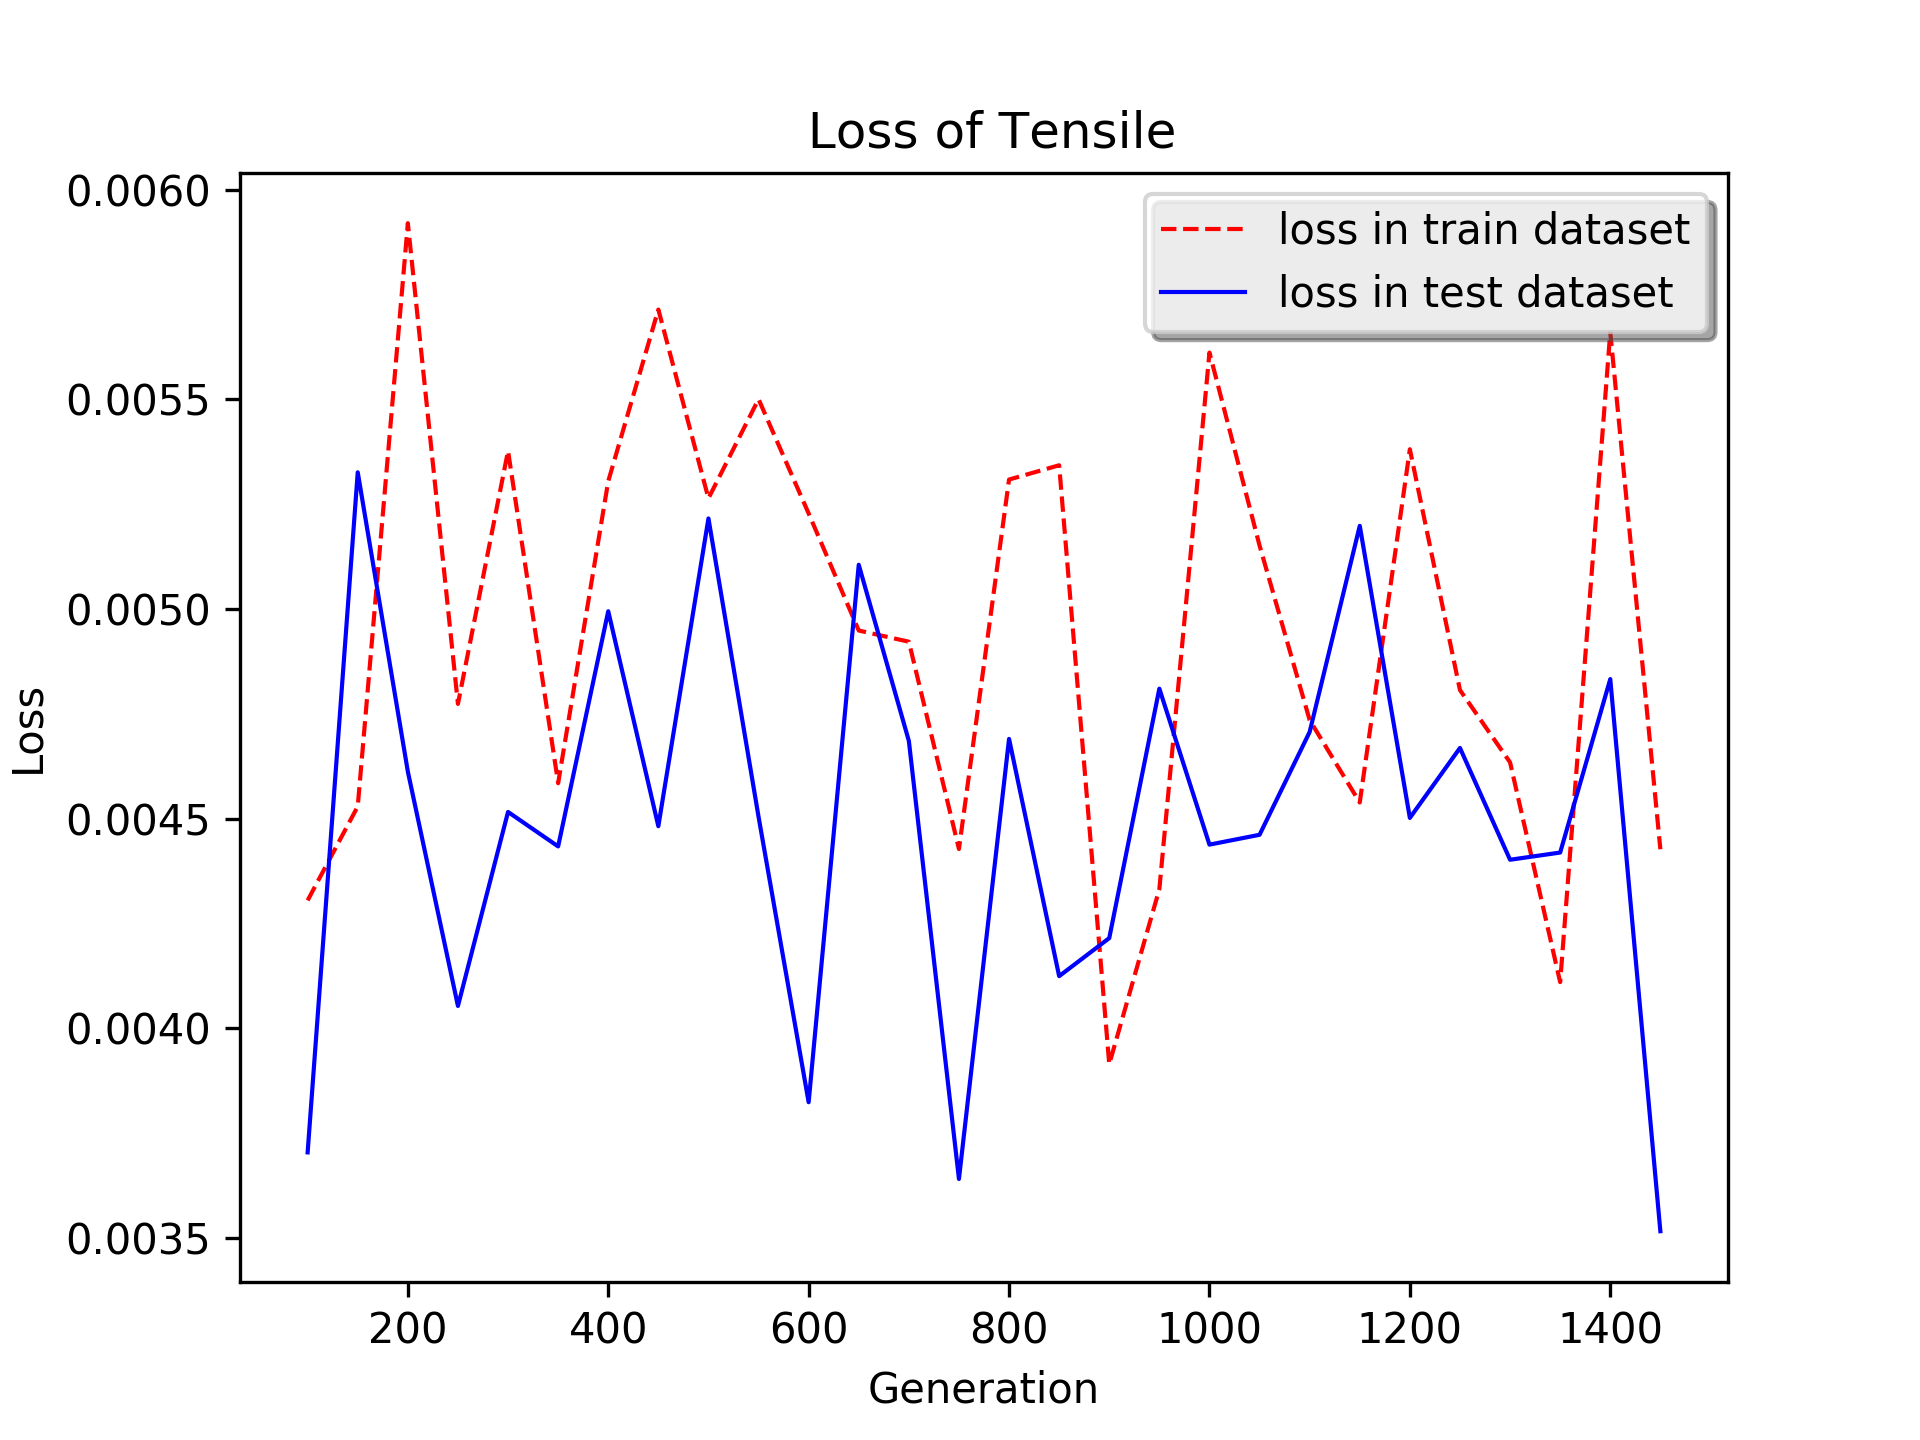 Loss of Tensile
0.0060
0.0055
0.0050
0.0045
0.0040
0.0035
Loss
loss in train dataset
loss in test dataset
200 400 600 800 1000 1200 1400
Generation